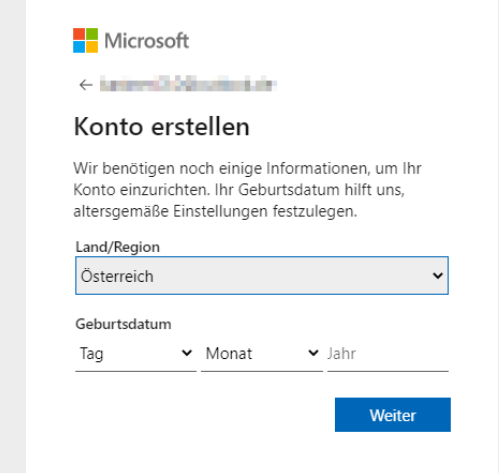 Microsoft
Konto erstellen
Wir benötigen noch einige Informationen, um Ihr
Konto einzurichten. Ihr Geburtsdatum hilft uns,
altersgemäße Einstellungen festzulegen.
Land/Region
Österreich
Geburtsdatum
Tag Monat Jahr
Weiter